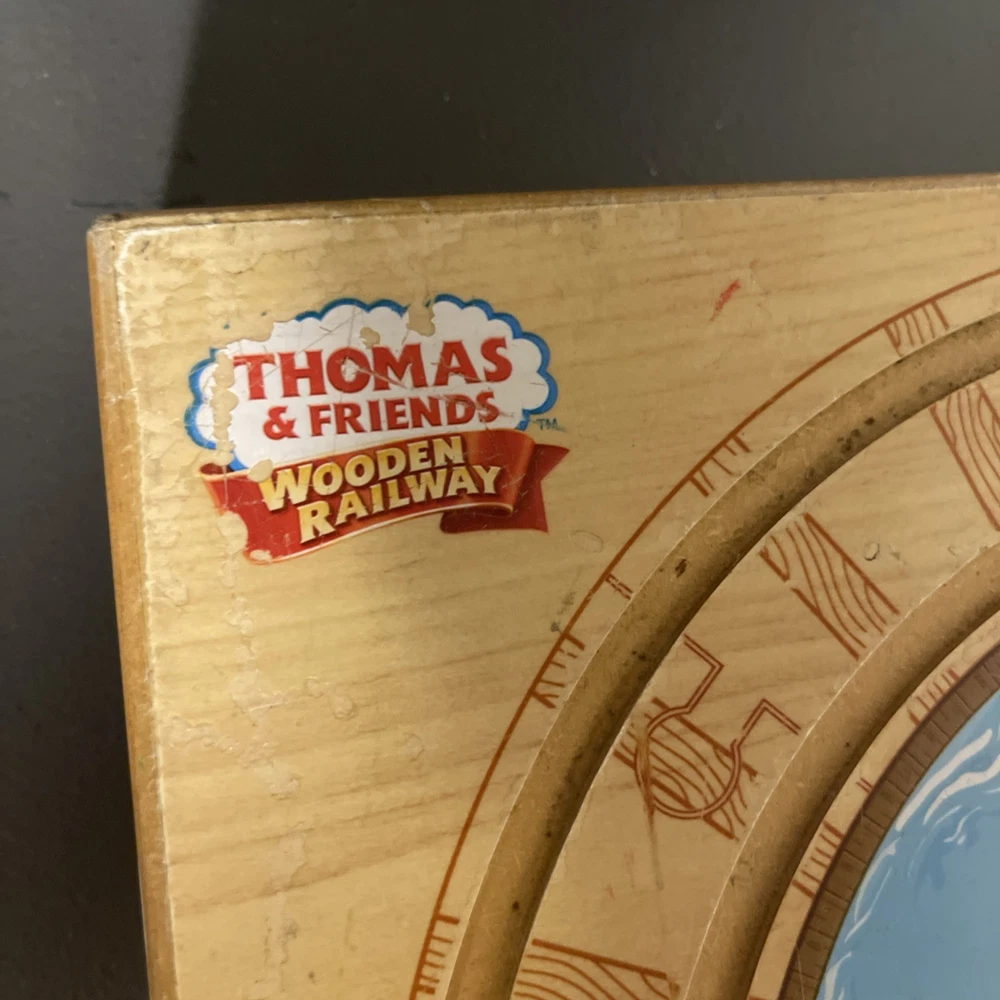 THOMAS
& FRIENDS
TM
WOODEN
RAILWAY